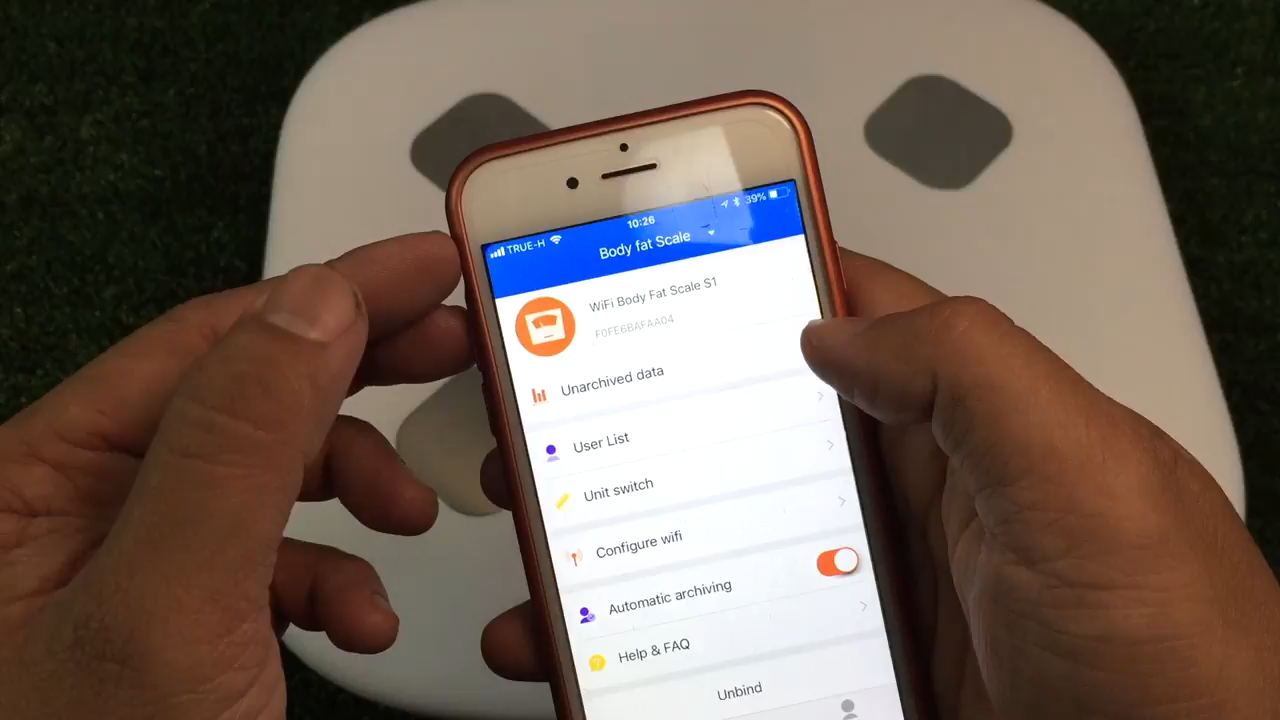 TRUE-H 10:26 39%
Body fat Scale
WiFi Body Fat Scale S1
F0FE6BAFAA04
Unarchived data
User List
Unit switch
Configure wifi
Automatic archiving
Help & FAQ
Unbind